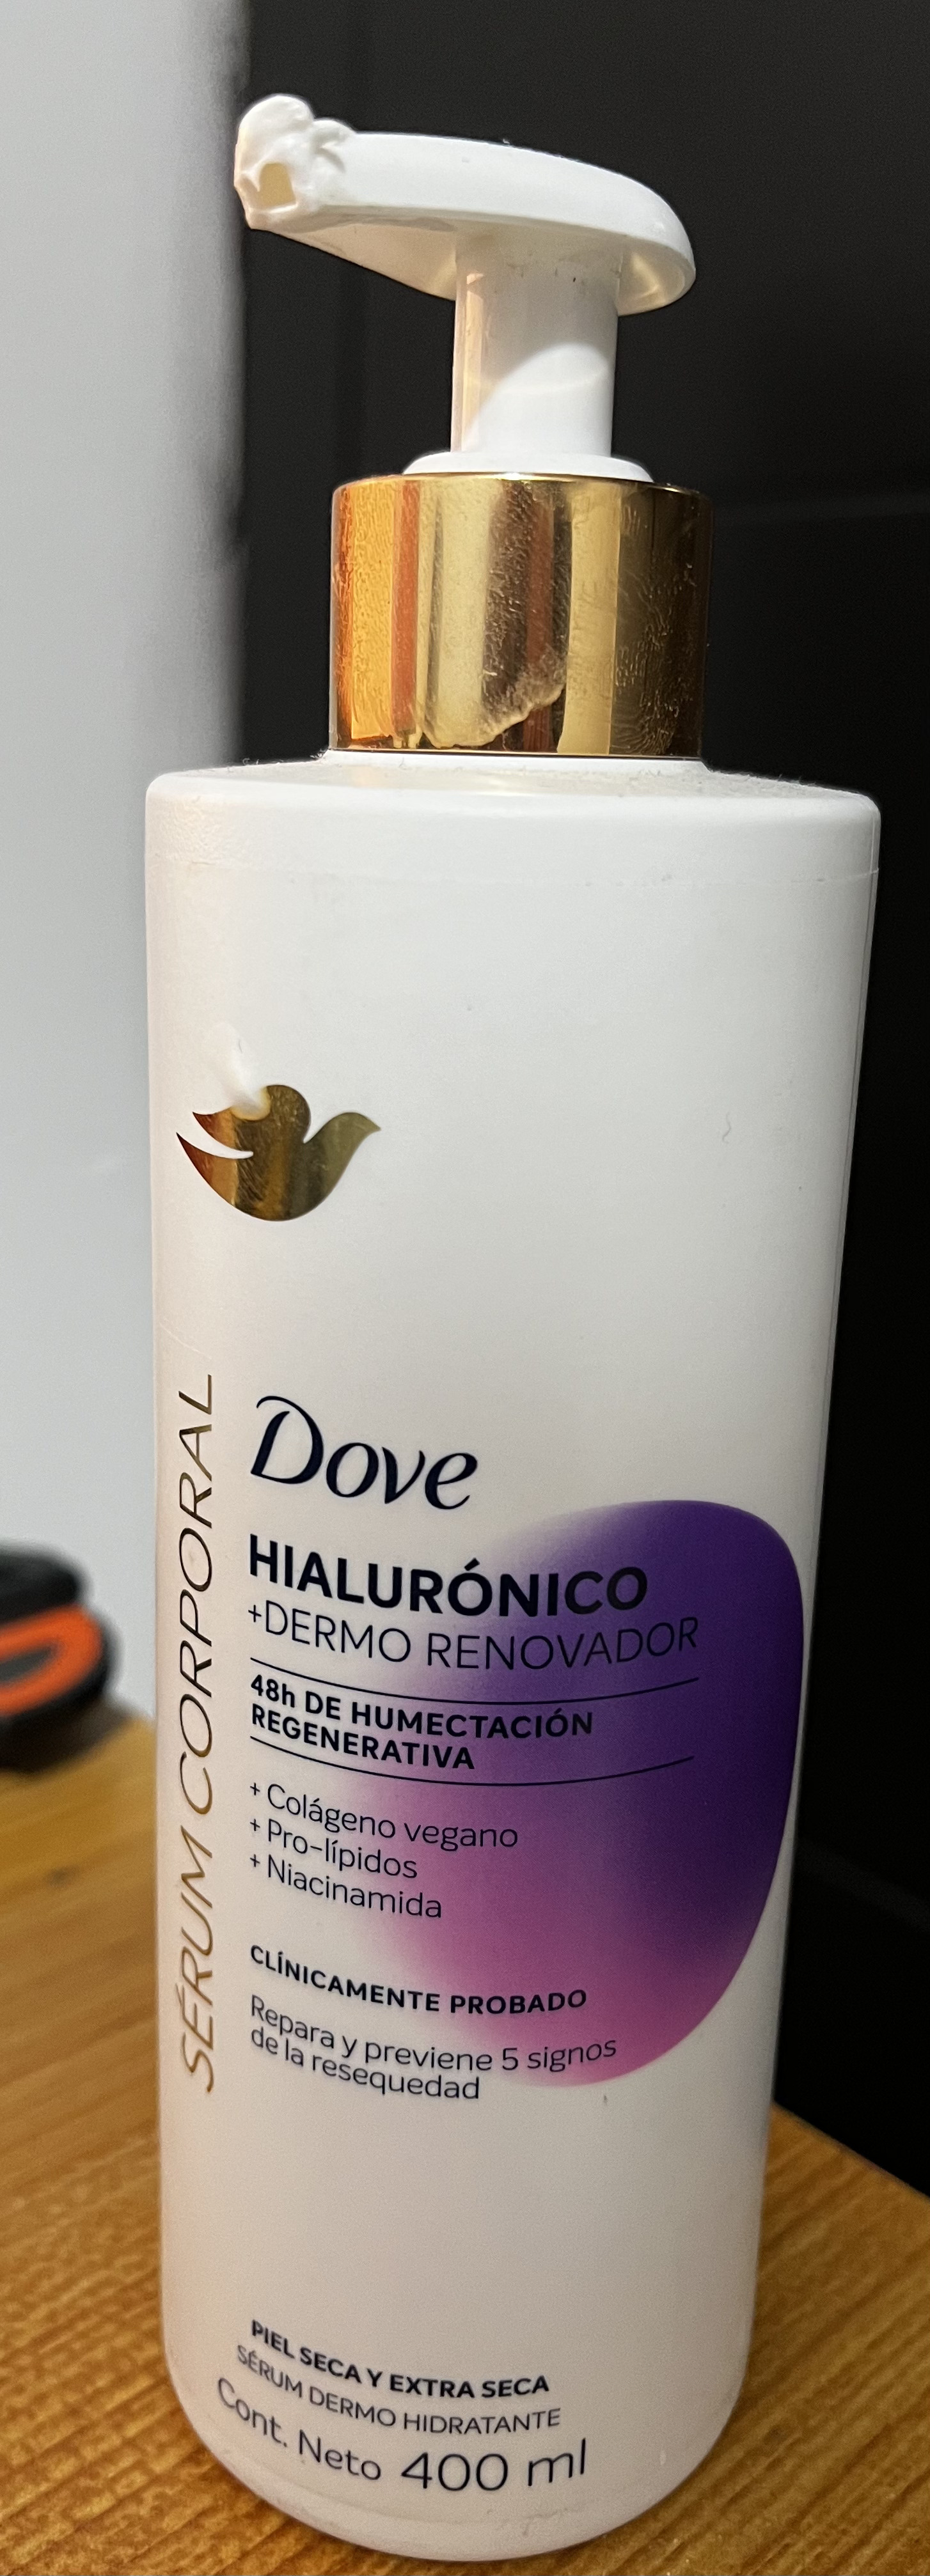 SÉRUM CORPORAL
Dove
HIALURÓNICO
+DERMO RENOVADOR
48h DE HUMECTACIÓN
REGENERATIVA
+ Colágeno vegano
+ Pro-lípidos
+ Niacinamida
CLÍNICAMENTE PROBADO
Repara y previene 5 signos
de la resequedad
PIEL SECA Y EXTRA SECA
SÉRUM DERMO HIDRATANTE
Cont. Neto 400 ml